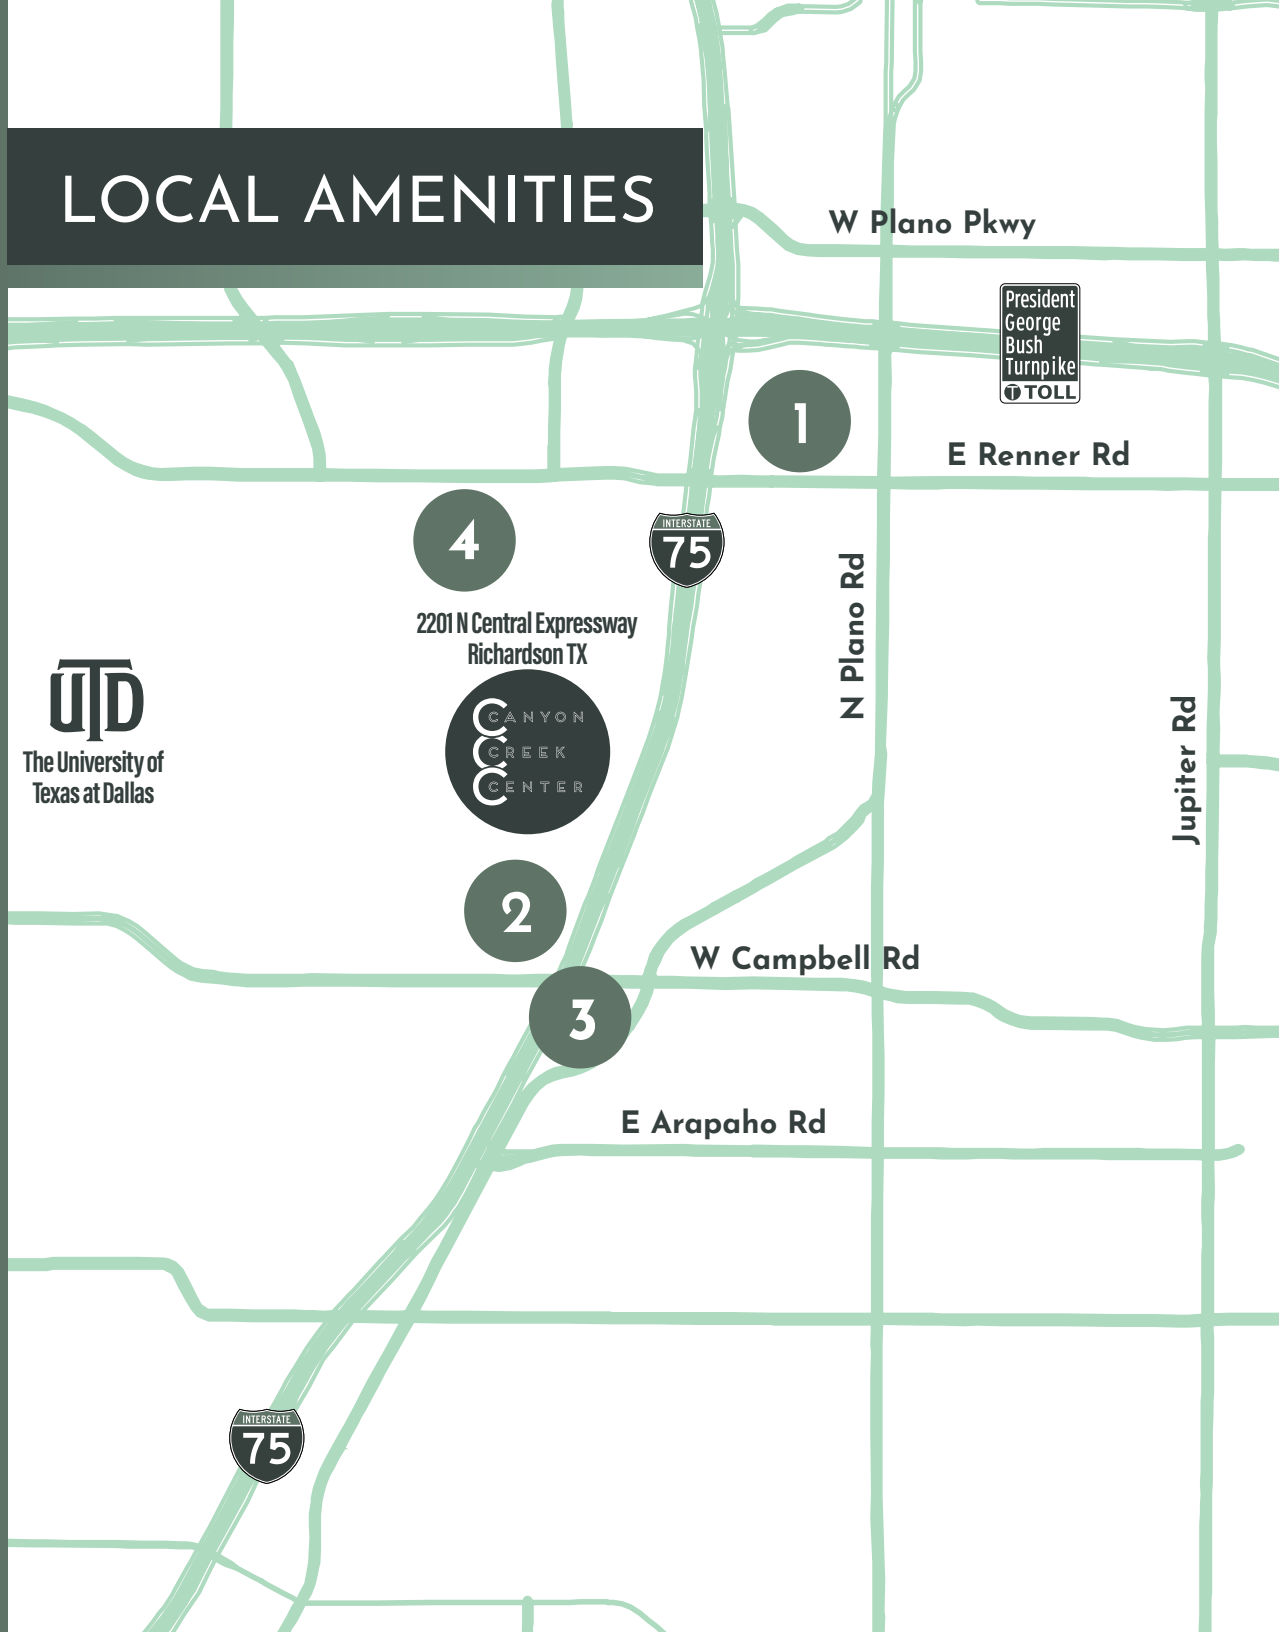 LOCAL AMENITIES
W Plano Pkwy
President
George
Bush
Turnpike
T TOLL
1
E Renner Rd
4
INTERSTATE
75
N Plano Rd
2201 N Central Expressway
Richardson TX
UTD
The University of
Texas at Dallas
CANYON
CREEK
CENTER
Jupiter Rd
2
W Campbell Rd
3
E Arapaho Rd
INTERSTATE
75